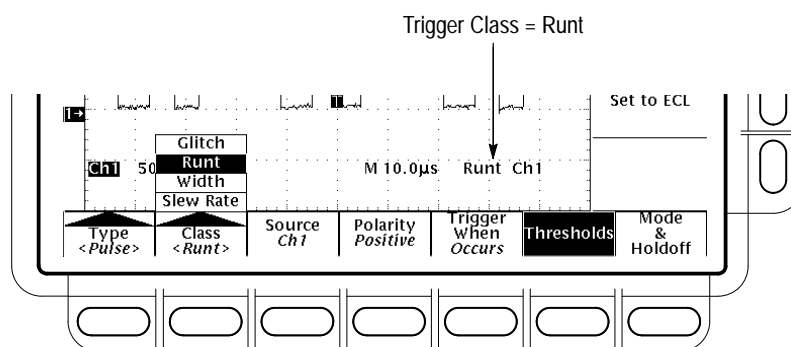 Trigger Class = Runt
Set to ECL
T
1→
Glitch
Runt
Width
Slew Rate
Ch1 50 M 10.0µs Runt Ch1
Type
<Pulse>
Class
<Runt>
Source
Ch1
Polarity
Positive
Trigger
When
Occurs
Thresholds
Mode
&
Holdoff